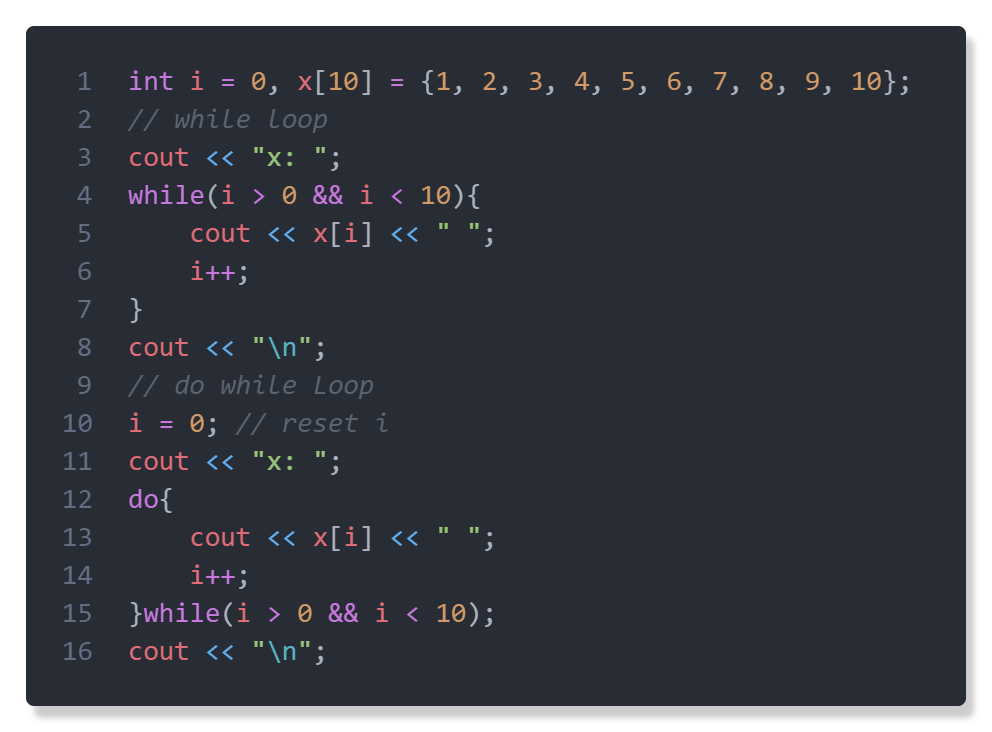 1 int i = 0, x[10] = {1, 2, 3, 4, 5, 6, 7, 8, 9, 10};
2 // while loop
3 cout << "x: ";
4 while(i > 0 && i < 10){
5     cout << x[i] << " ";
6     i++;
7 }
8 cout << "\n";
9 // do while Loop
10 i = 0; // reset i
11 cout << "x: ";
12 do{
13     cout << x[i] << " ";
14     i++;
15 }while(i > 0 && i < 10);
16 cout << "\n";